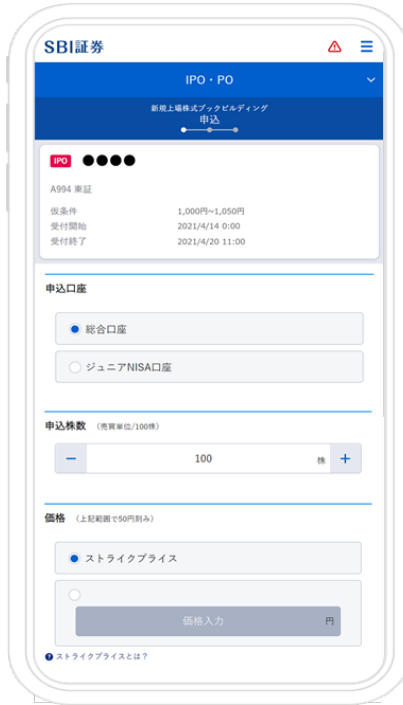 SBI証券
IPO・PO
新規上場株式ブックビルディング
申込
IPO ●●●●
A994 東証
仮条件 1,000円~1,050円
受付開始 2021/4/14 0:00
受付終了 2021/4/20 11:00
申込口座
総合口座
ジュニアNISA口座
申込株数 (売買単位/100株)
− 100 株 +
価格 (上記範囲で50円刻み)
ストライクプライス
価格入力 円
? ストライクプライスとは?